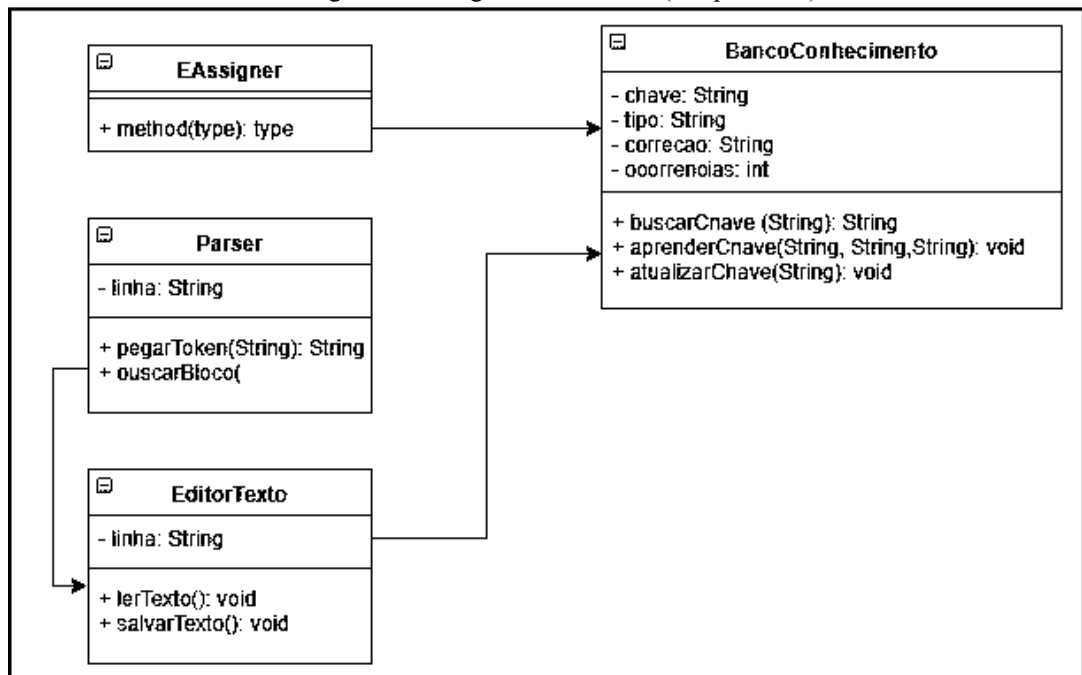 EAssigner
+ method(type): type
BancoConhecimento
- chave: String
- tipo: String
- correcao: String
- ocorrencias: int
+ buscarCnave (String): String
+ aprenderCnave(String, String,String): void
+ atualizarChave(String): void
Parser
- linha: String
+ pegarToken(String): String
+ ouscarBloco(
EditorTexto
- linha: String
+ lerTexto(): void
+ salvarTexto(): void